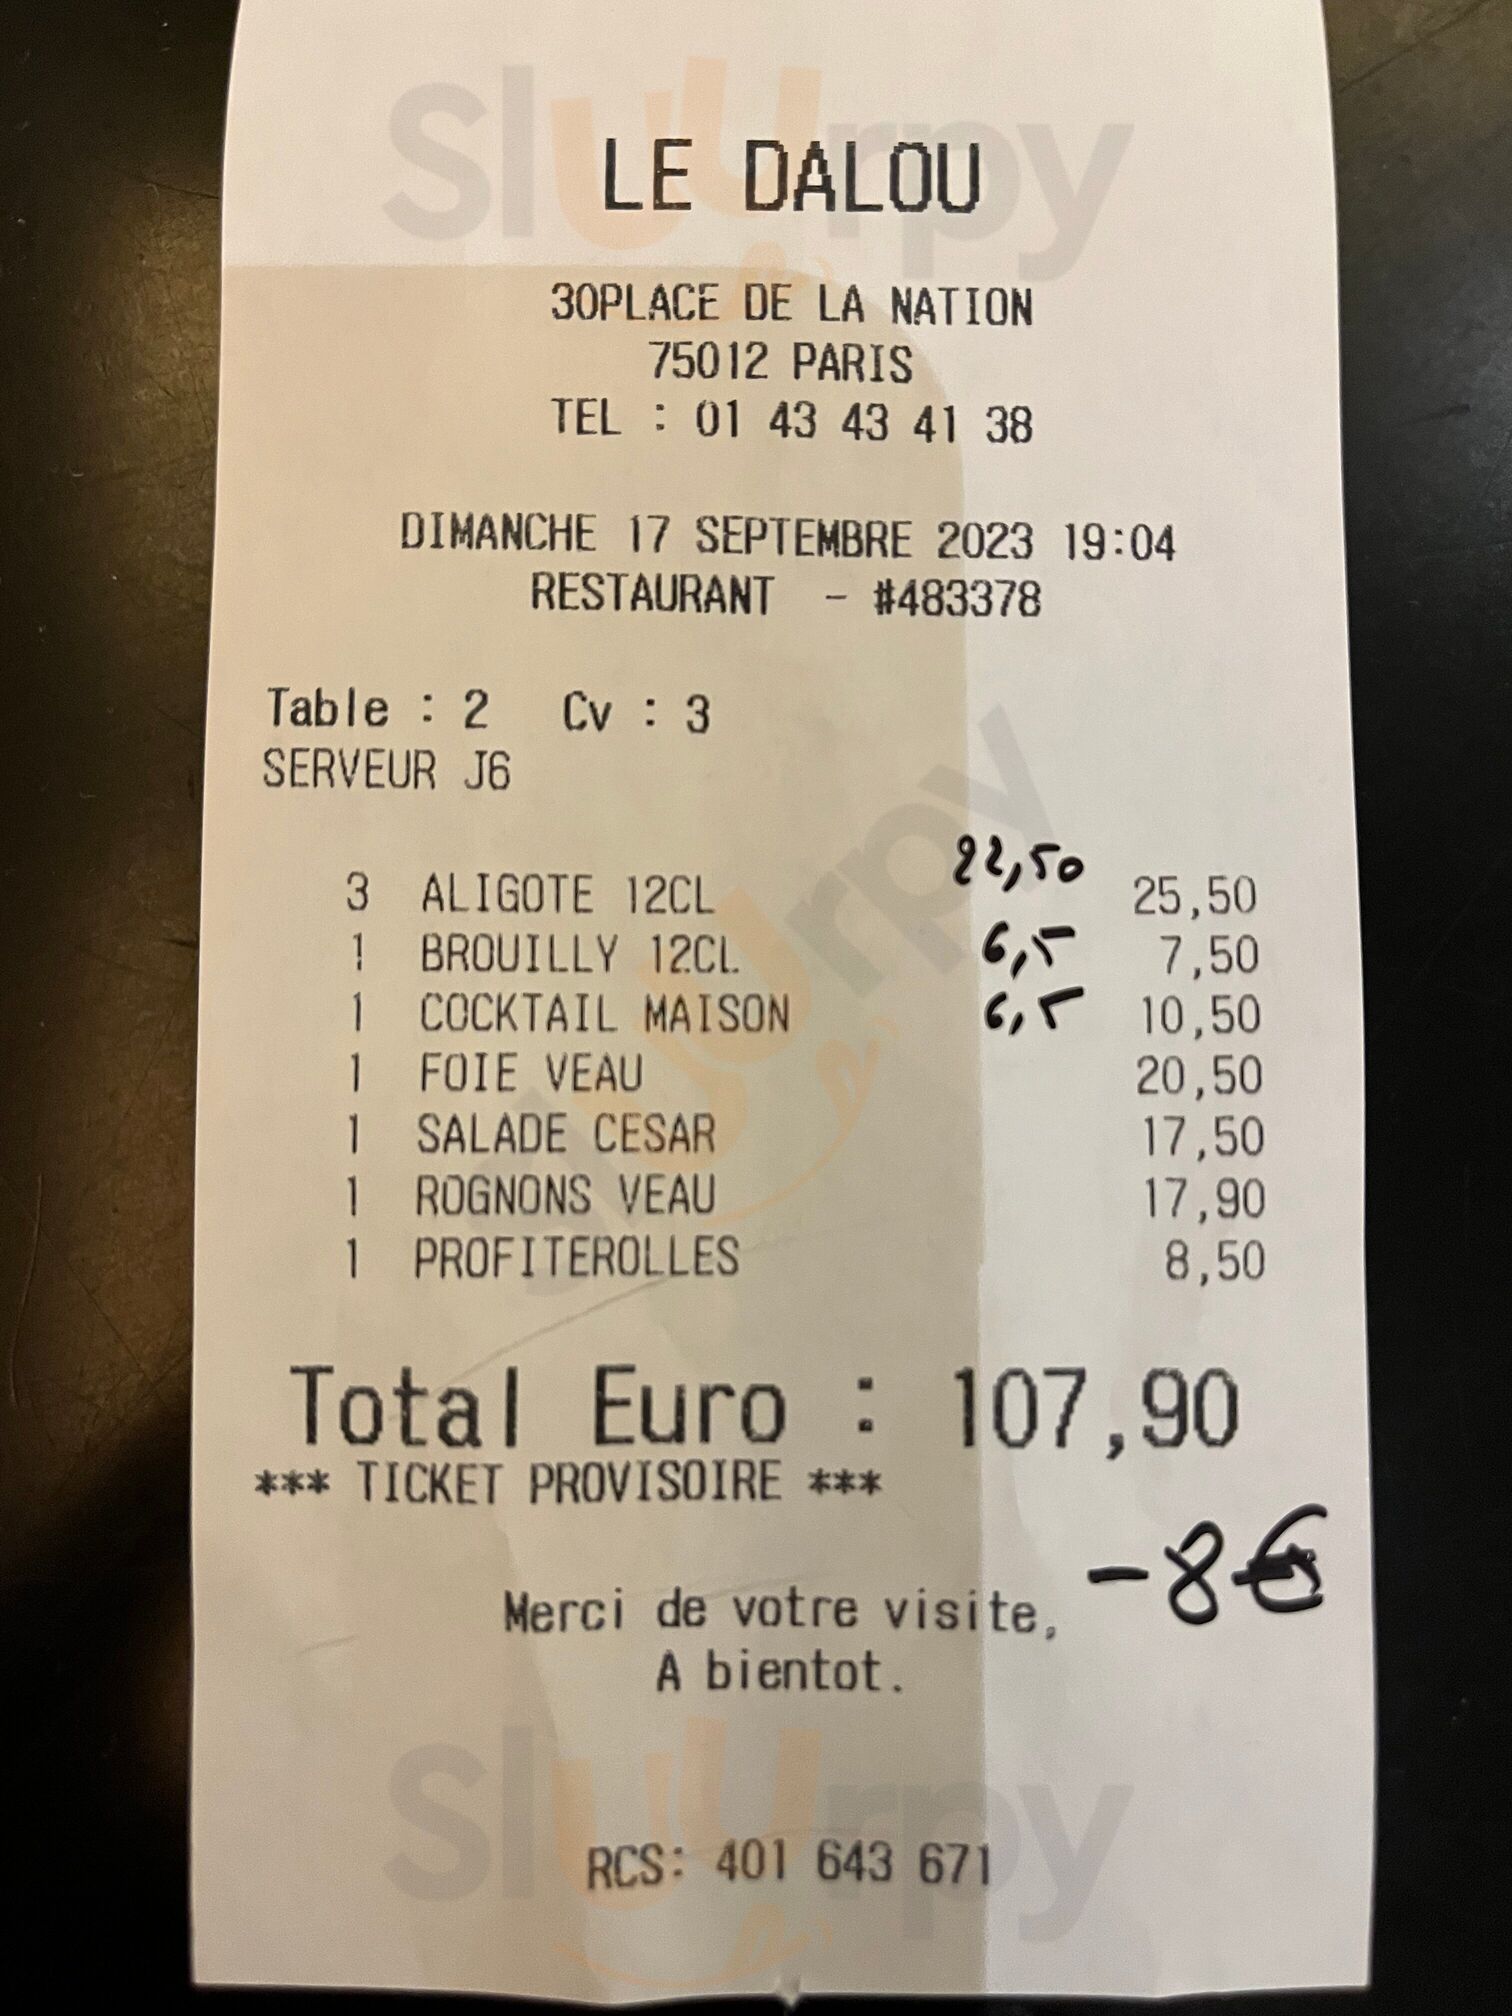 LE DALOU
30PLACE DE LA NATION
75012 PARIS
TEL : 01 43 43 41 38
DIMANCHE 17 SEPTEMBRE 2023 19:04
RESTAURANT - #483378
Table : 2 Cv : 3
SERVEUR J6
3 ALIGOTE 12CL 22,50 25,50
1 BROUILLY 12CL 6,5 7,50
1 COCKTAIL MAISON 6,5 10,50
1 FOIE VEAU 20,50
1 SALADE CESAR 17,50
1 ROGNONS VEAU 17,90
1 PROFITEROLLES 8,50
Total Euro : 107,90
*** TICKET PROVISOIRE ***
-8€
Merci de votre visite,
A bientot.
RCS: 401 643 671
Sluurpy
Sluurpy
Sluurpy